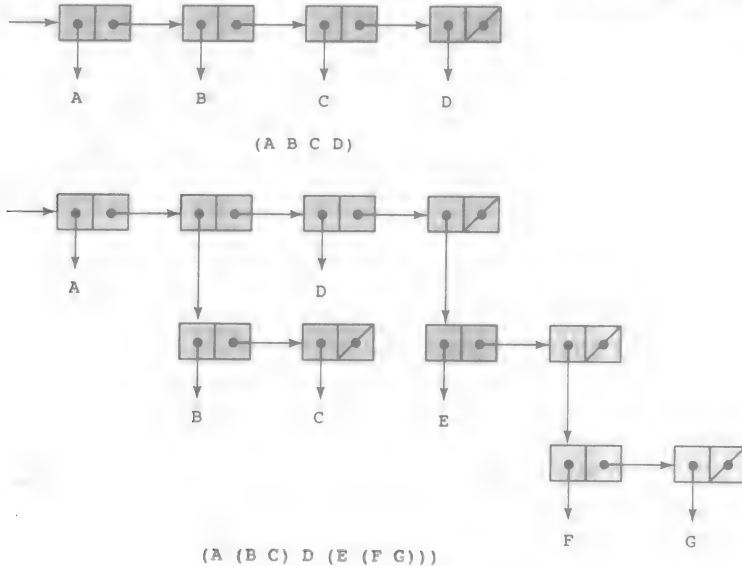 A B C D
(A B C D)
A D
B C E
F G
(A (B C) D (E (F G)))